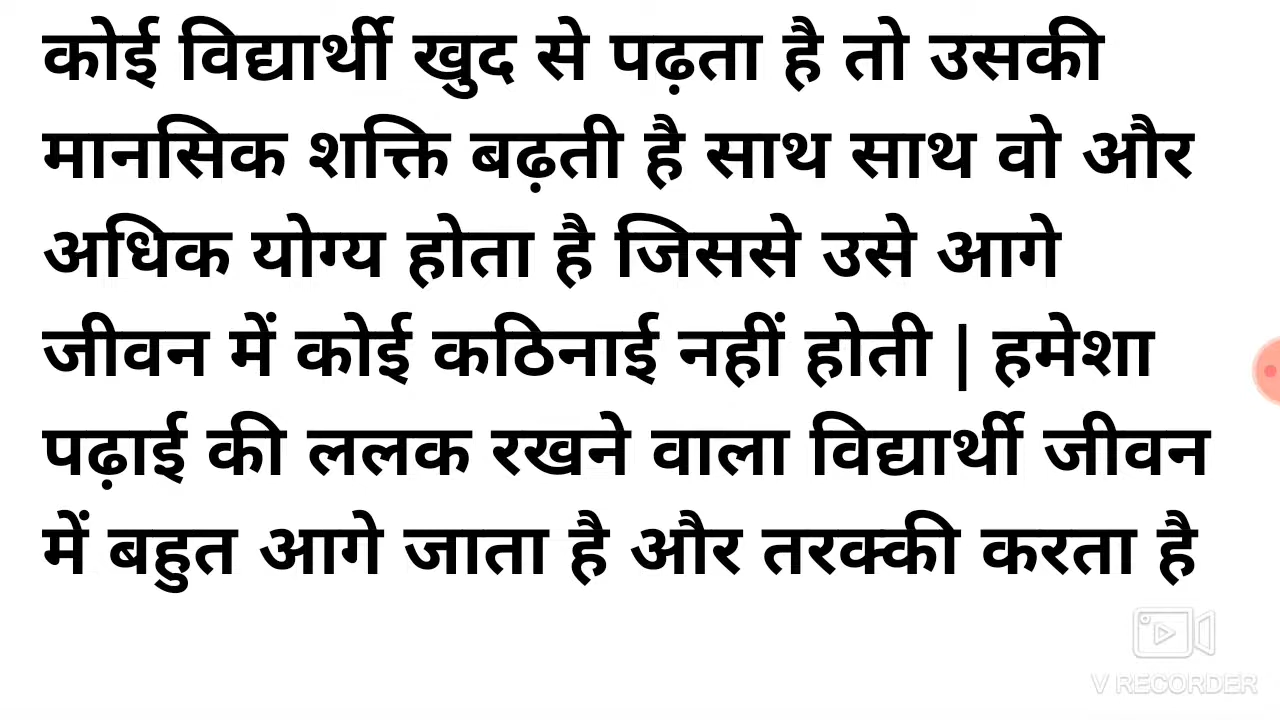 कोई विद्यार्थी खुद से पढ़ता है तो उसकी
मानसिक शक्ति बढ़ती है साथ साथ वो और
अधिक योग्य होता है जिससे उसे आगे
जीवन में कोई कठिनाई नहीं होती | हमेशा
पढ़ाई की ललक रखने वाला विद्यार्थी जीवन
में बहुत आगे जाता है और तरक्की करता है
V RECORDER